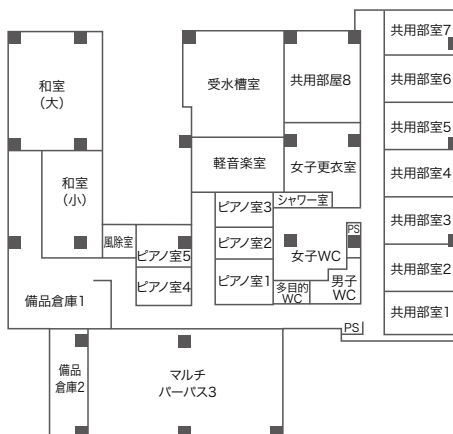 共用部室7
和室
(大)
受水槽室
共用部屋8
共用部室6
共用部室5
軽音楽室
女子更衣室
共用部室4
和室
(小)
ピアノ室3
シャワー室
共用部室3
風除室
ピアノ室5
ピアノ室2
女子WC
PS
共用部室2
ピアノ室4
ピアノ室1
多目的
WC
男子
WC
備品倉庫1
共用部室1
PS
備品
倉庫2
マルチ
パーパス3